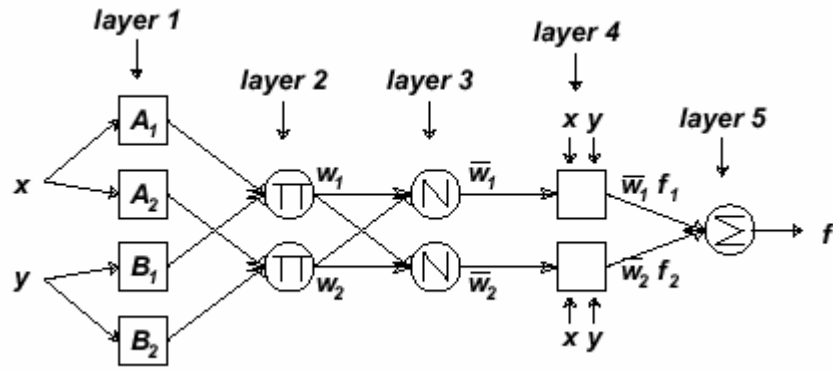 layer 1
layer 2
layer 3
layer 4
layer 5
x
y
A₁
A₂
B₁
B₂
Π
Π
w₁
w₂
N
N
w̅₁
w̅₂
x y
x y
w̅₁ f₁
w̅₂ f₂
Σ
f